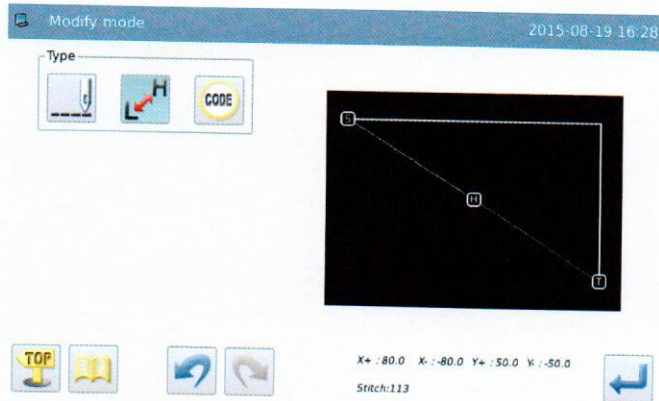 Modify mode
2015-08-19 16:28
Type
L H
CODE
S
H
T
TOP
X+ :80.0 X- :-80.0 Y+ :50.0 Y- :-50.0
Stitch:113